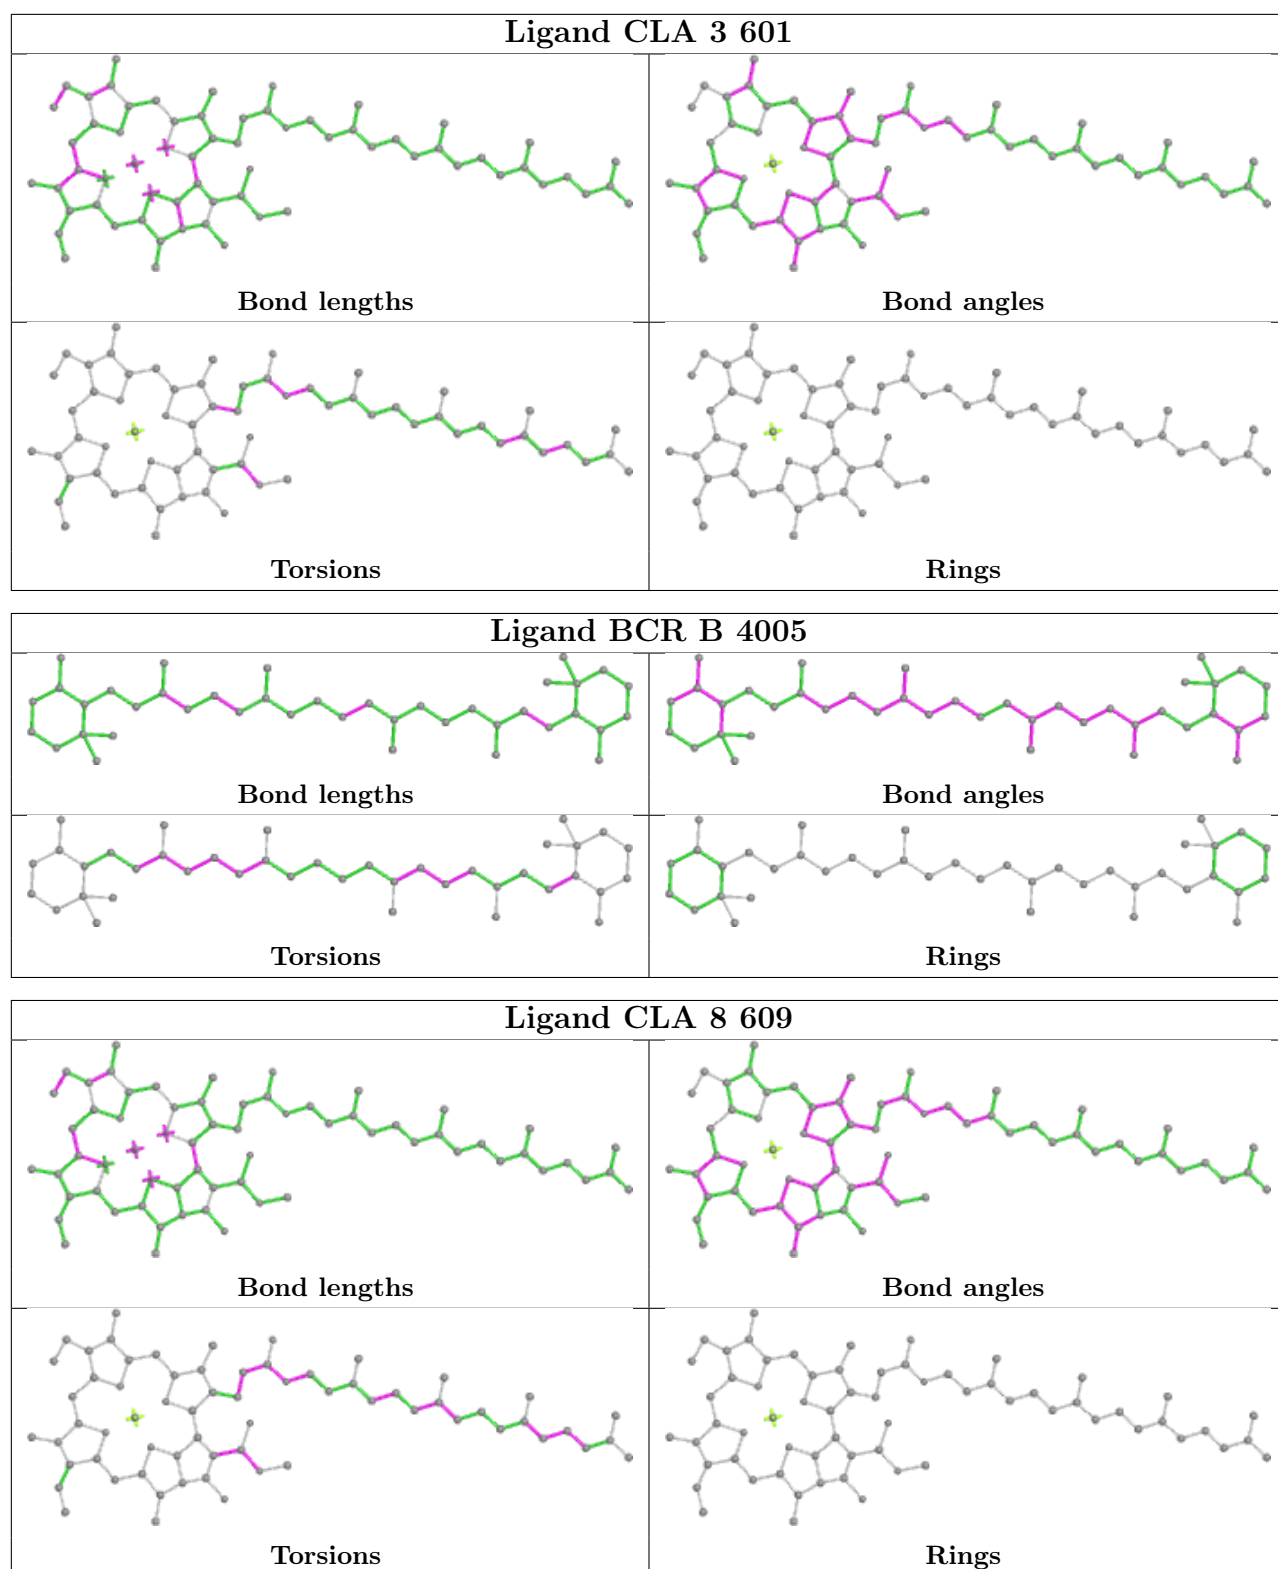 Ligand CLA 3 601
Bond lengths
Bond angles
Torsions
Rings
Ligand BCR B 4005
Bond lengths
Bond angles
Torsions
Rings
Ligand CLA 8 609
Bond lengths
Bond angles
Torsions
Rings